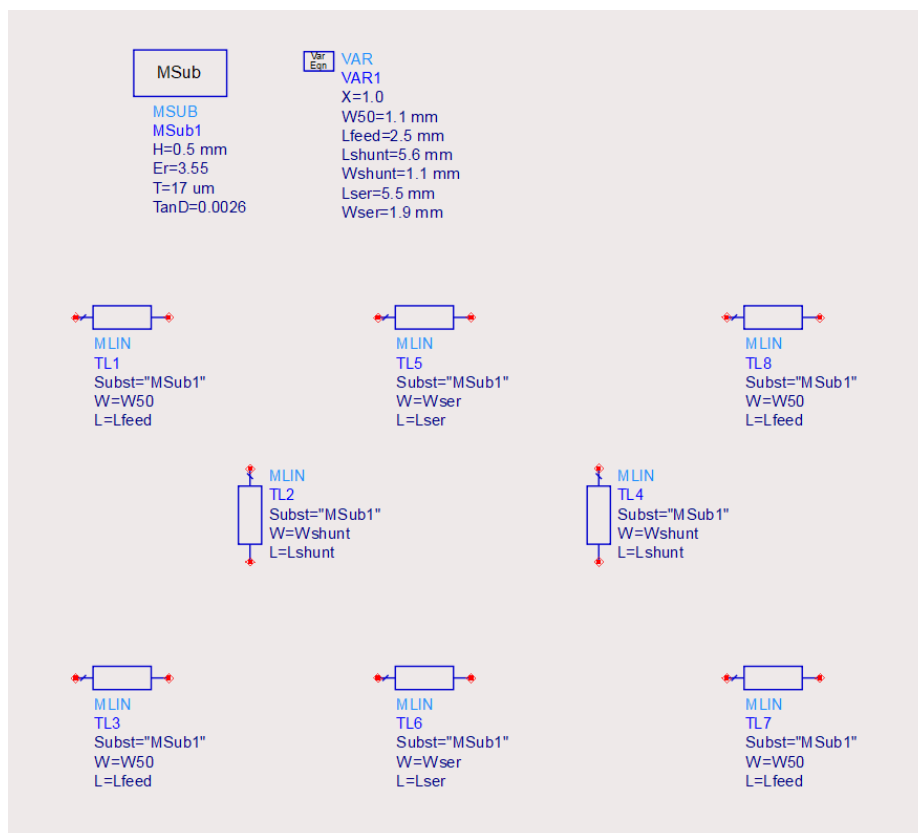 MSub
MSUB
MSub1
H=0.5 mm
Er=3.55
T=17 um
TanD=0.0026
Var
Eqn
VAR
VAR1
X=1.0
W50=1.1 mm
Lfeed=2.5 mm
Lshunt=5.6 mm
Wshunt=1.1 mm
Lser=5.5 mm
Wser=1.9 mm
MLIN
TL1
Subst="MSub1"
W=W50
L=Lfeed
MLIN
TL5
Subst="MSub1"
W=Wser
L=Lser
MLIN
TL8
Subst="MSub1"
W=W50
L=Lfeed
MLIN
TL2
Subst="MSub1"
W=Wshunt
L=Lshunt
MLIN
TL4
Subst="MSub1"
W=Wshunt
L=Lshunt
MLIN
TL3
Subst="MSub1"
W=W50
L=Lfeed
MLIN
TL6
Subst="MSub1"
W=Wser
L=Lser
MLIN
TL7
Subst="MSub1"
W=W50
L=Lfeed